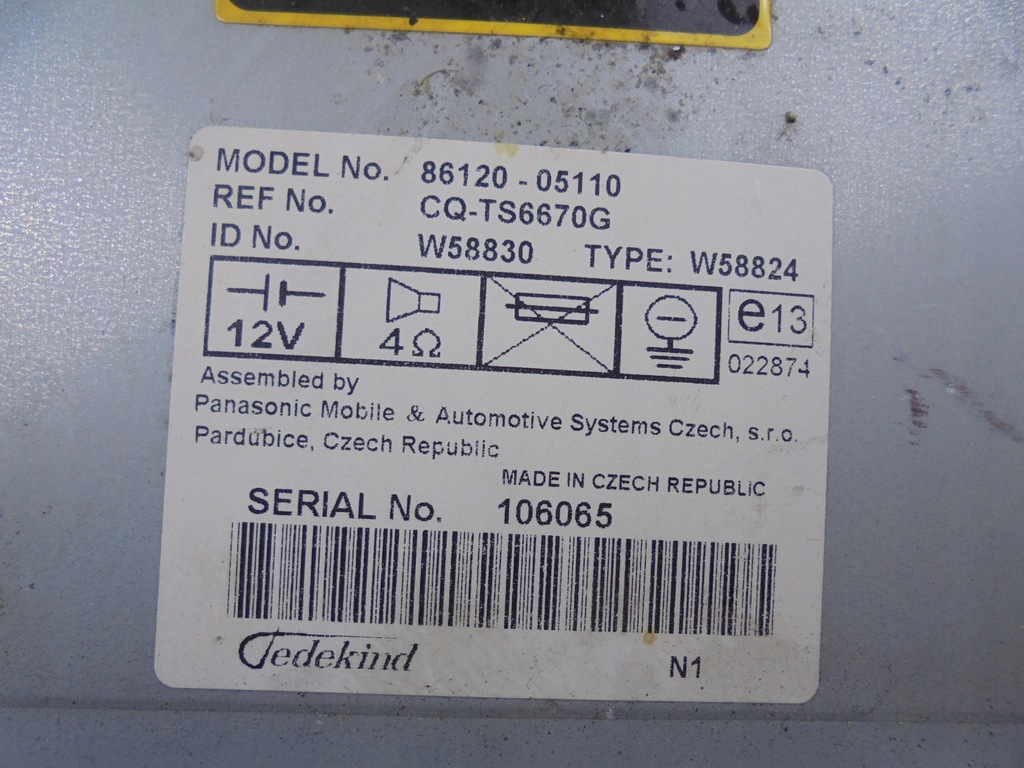 MODEL No. 86120 - 05110
REF No. CQ-TS6670G
ID No. W58830 TYPE: W58824
12V 4Ω e13
022874
Assembled by
Panasonic Mobile & Automotive Systems Czech, s.r.o.
Pardubice, Czech Republic
MADE IN CZECH REPUBLIC
SERIAL No. 106065
Tedekind N1